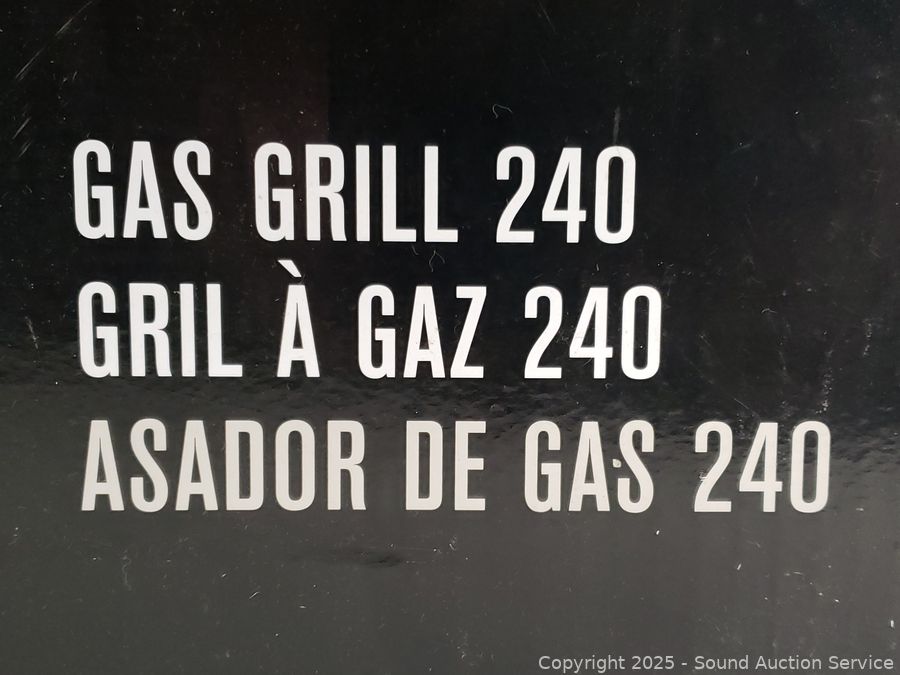 GAS GRILL 240
GRIL À GAZ 240
ASADOR DE GAS 240
Copyright 2025 - Sound Auction Service